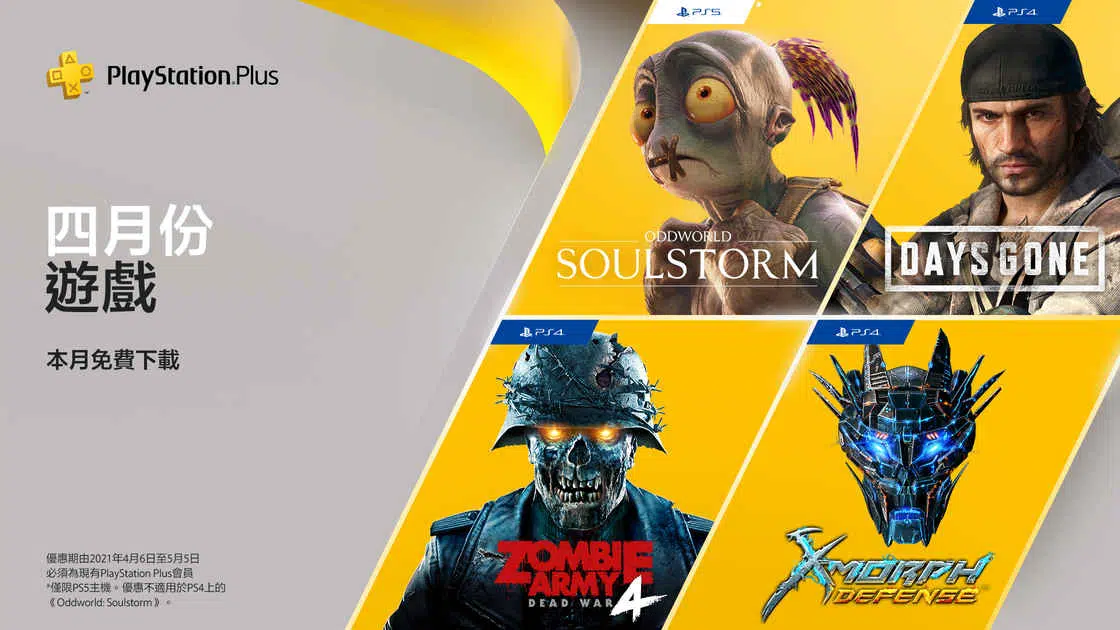 PlayStation.Plus
四月份
遊戲
本月免費下載
優惠期由2021年4月6日至5月5日
必須為現有PlayStation Plus會員
*僅限PS5主機。優惠不適用於PS4上的
《Oddworld: Soulstorm》。
PS5
*
ODDWORLD
SOULSTORM
PS4
DAYS GONE
PS4
ZOMBIE
ARMY 4
DEAD WAR
PS4
X-MORPH
DEFENSE